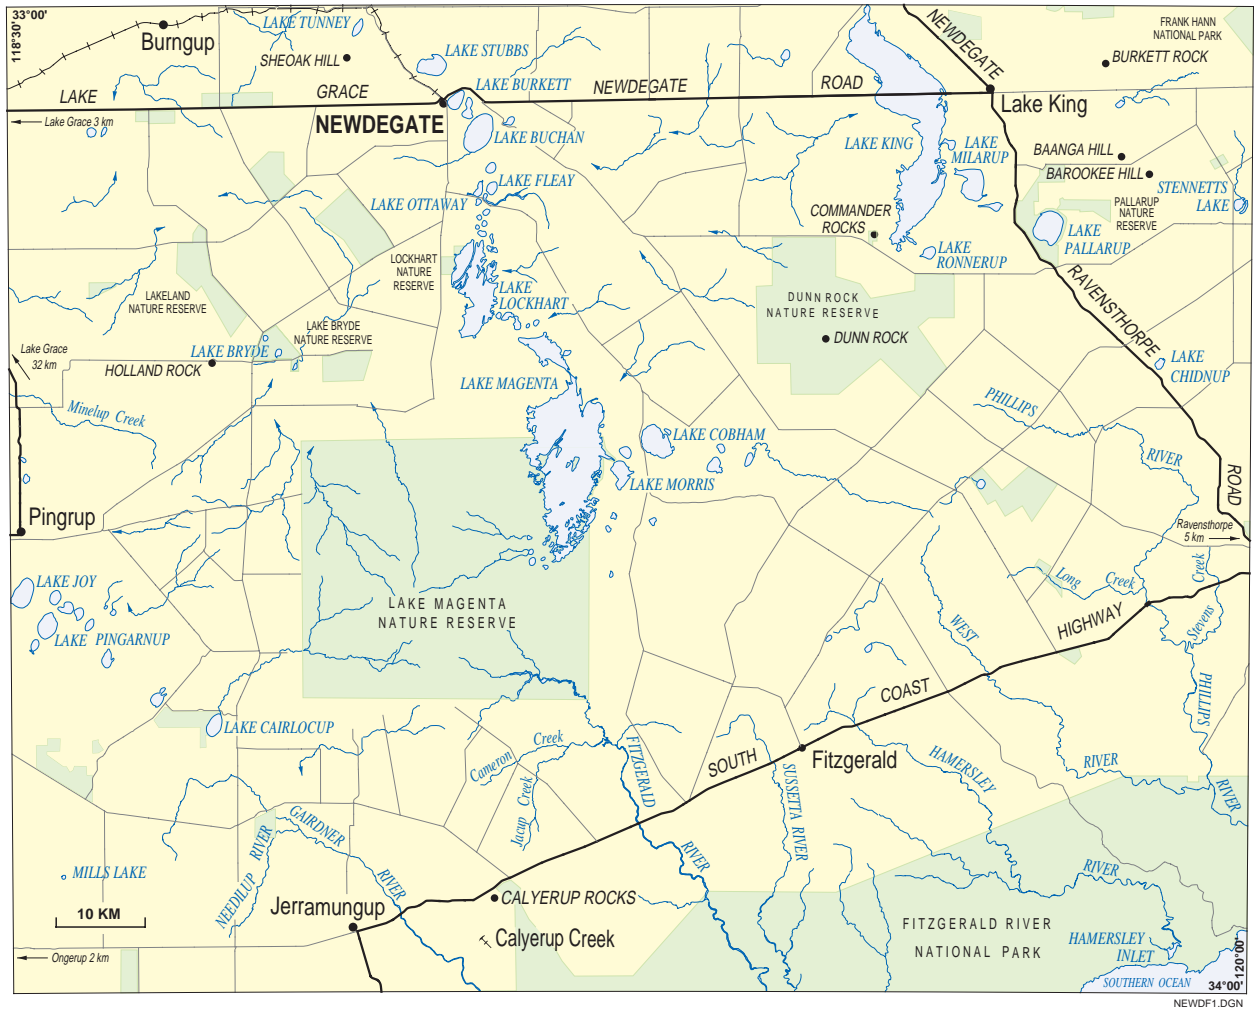 33°00'
118°30'
LAKE TUNNEY
Burngup
SHEOAK HILL
LAKE STUBBS
NEWDEGATE
FRANK HANN
NATIONAL PARK
BURKETT ROCK
LAKE BURKETT
LAKE
GRACE
NEWDEGATE
ROAD
Lake King
Lake Grace 3 km
NEWDEGATE
LAKE BUCHAN
LAKE KING
LAKE
MILARUP
BAANGA HILL
BAROOKEE HILL
STENNETTS
LAKE
LAKE FLEAY
LAKE OTTAWAY
COMMANDER
ROCKS
PALLARUP
NATURE
RESERVE
LAKE
PALLARUP
LAKE
RONNERUP
LOCKHART
NATURE
RESERVE
LAKE
LOCKHART
RAVENSTHORPE
LAKELAND
NATURE RESERVE
DUNN ROCK
NATURE RESERVE
DUNN ROCK
LAKE BRYDE
NATURE RESERVE
LAKE BRYDE
HOLLAND ROCK
Lake Grace
32 km
LAKE
CHIDNUP
LAKE MAGENTA
Minelup Creek
PHILLIPS
RIVER
LAKE COBHAM
LAKE MORRIS
ROAD
Pingrup
Ravensthorpe
5 km
LAKE JOY
LAKE PINGARNUP
LAKE MAGENTA
NATURE RESERVE
Long Creek
Creek
Stevens
HIGHWAY
WEST
COAST
PHILLIPS
LAKE CAIRLOCUP
Cameron Creek
FITZGERALD
SOUTH
Fitzgerald
HAMERSLEY
RIVER
RIVER
Jacup Creek
SUSSETTA RIVER
GAIRDNER
RIVER
NEEDILUP RIVER
RIVER
RIVER
MILLS LAKE
10 KM
Jerramungup
CALYERUP ROCKS
Calyerup Creek
FITZGERALD RIVER
NATIONAL PARK
HAMERSLEY
INLET
SOUTHERN OCEAN
120°00'
34°00'
Ongerup 2 km
NEWDF1.DGN